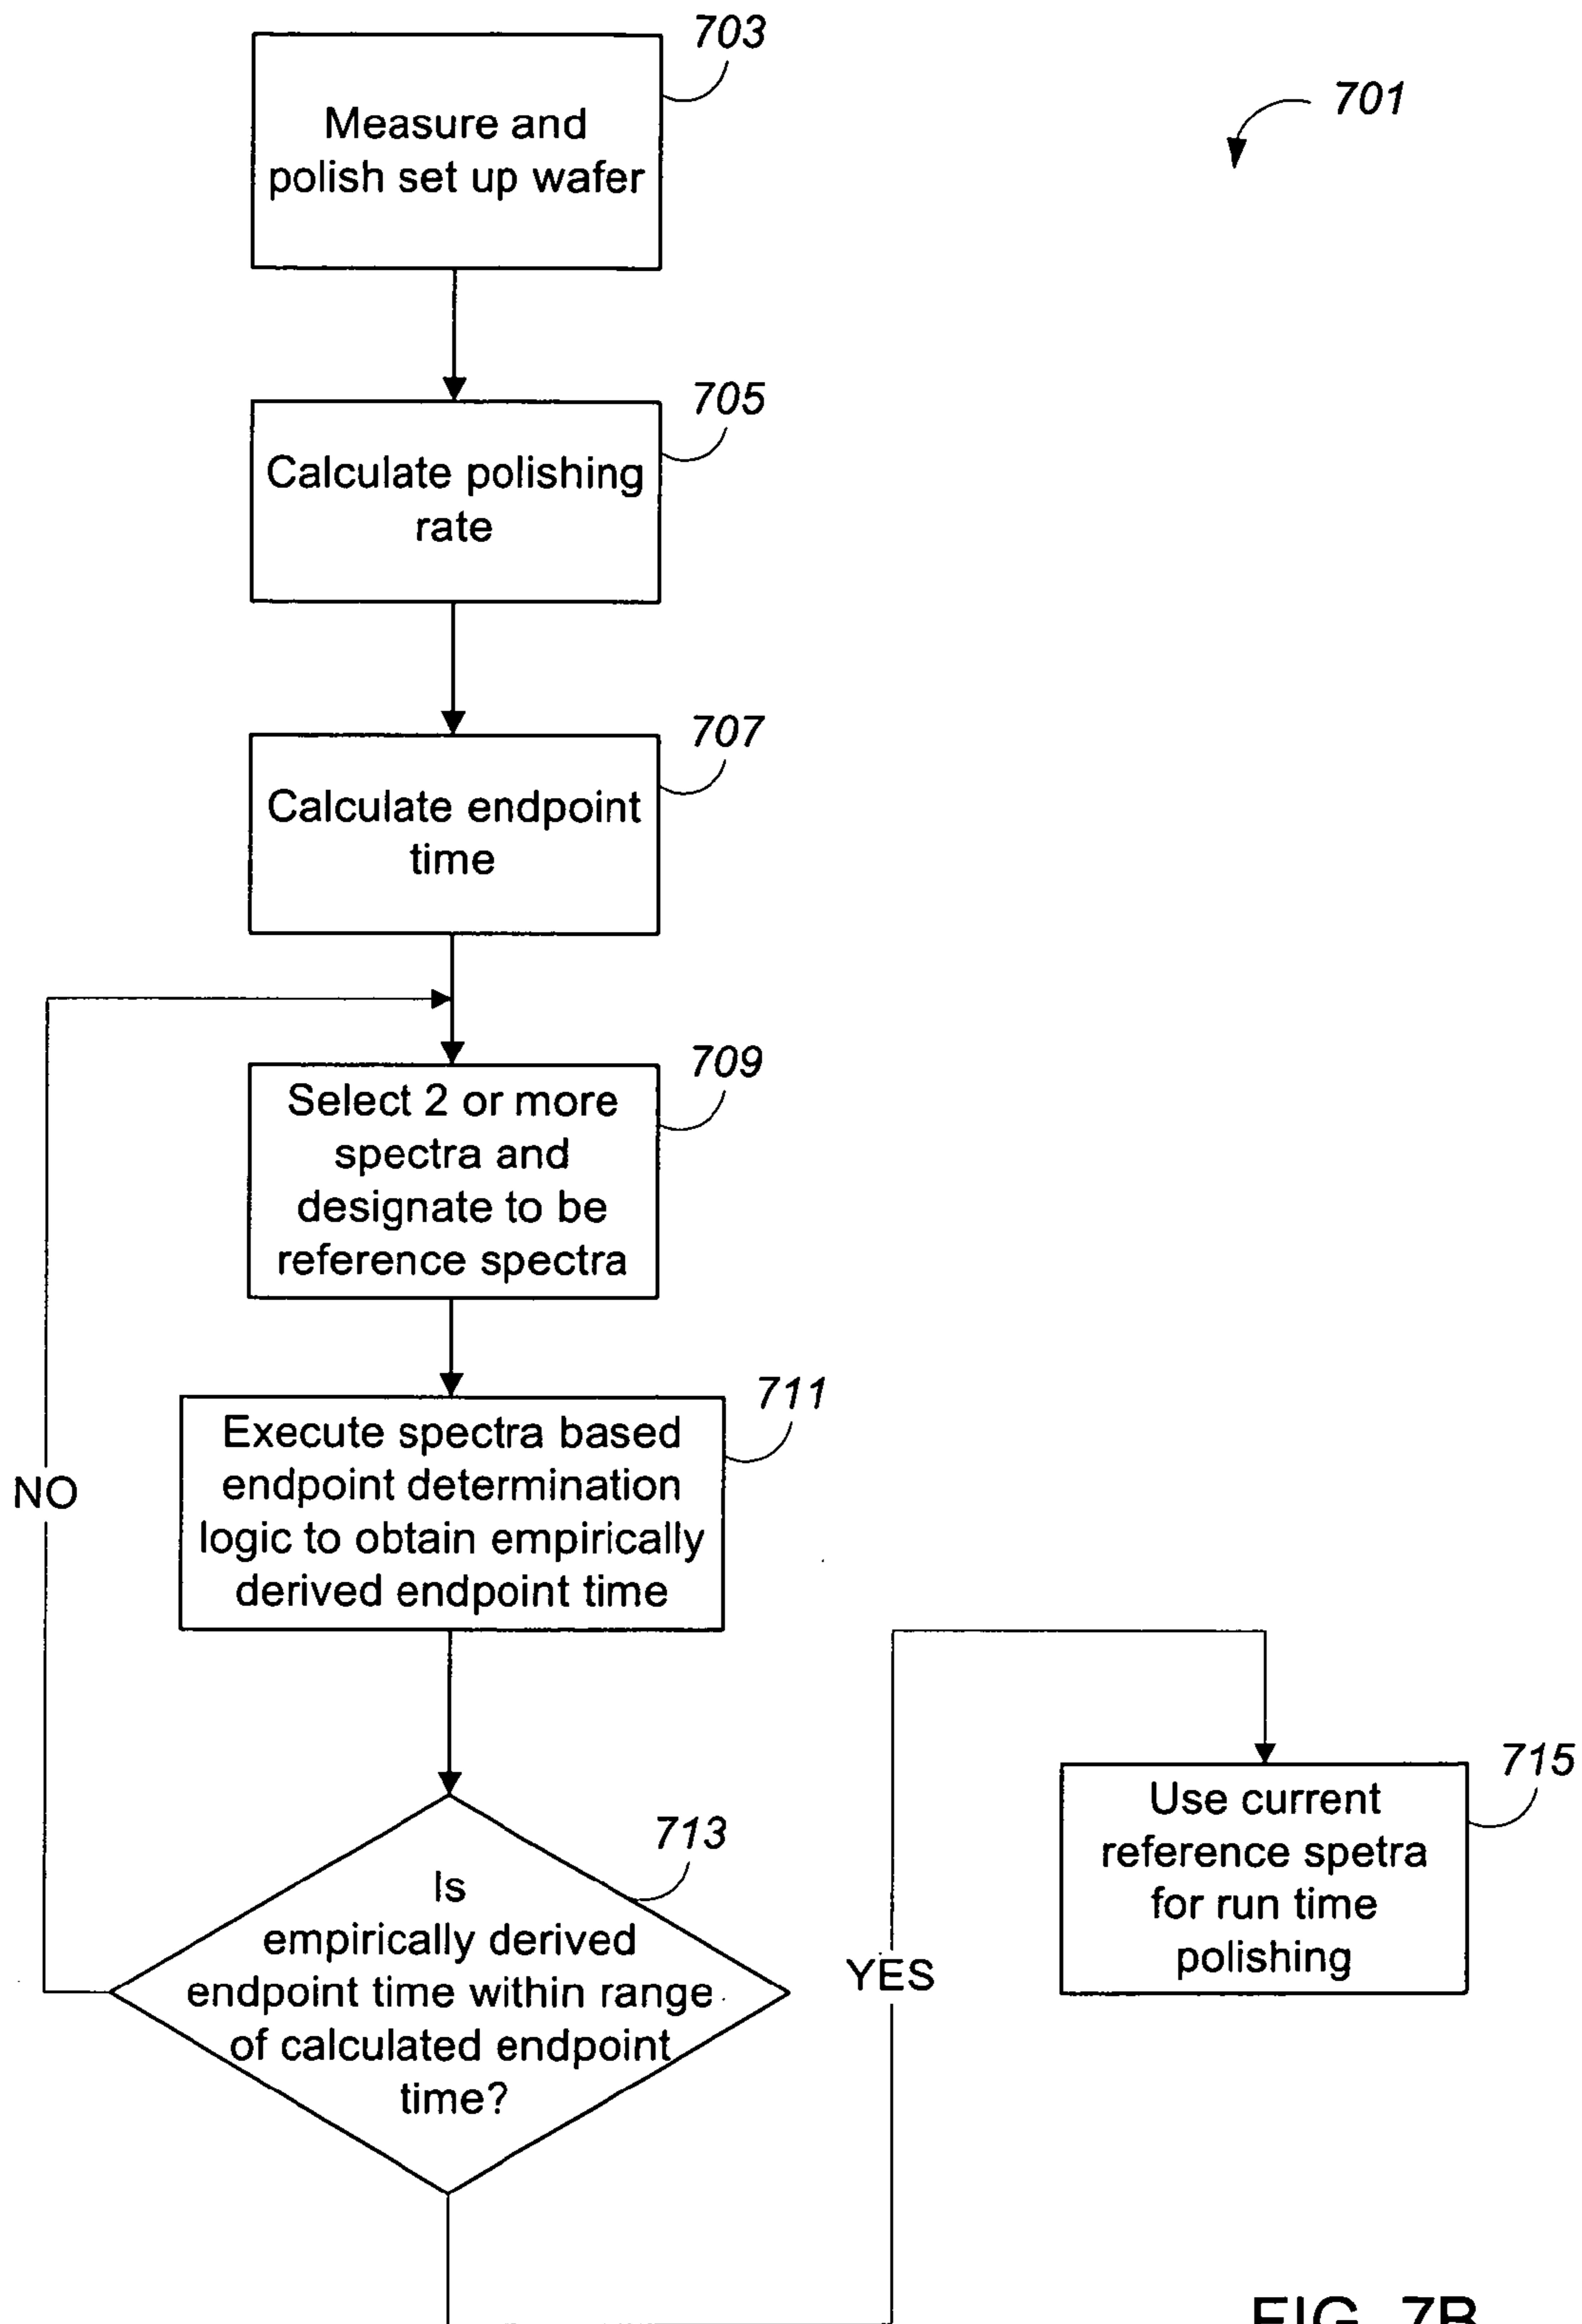 703
Measure and
polish set up wafer
701
705
Calculate polishing
rate
707
Calculate endpoint
time
709
Select 2 or more
spectra and
designate to be
reference spectra
711
Execute spectra based
endpoint determination
logic to obtain empirically
derived endpoint time
NO
713
Is
empirically derived
endpoint time within range
of calculated endpoint
time?
YES
715
Use current
reference spetra
for run time
polishing
FIG. 7B